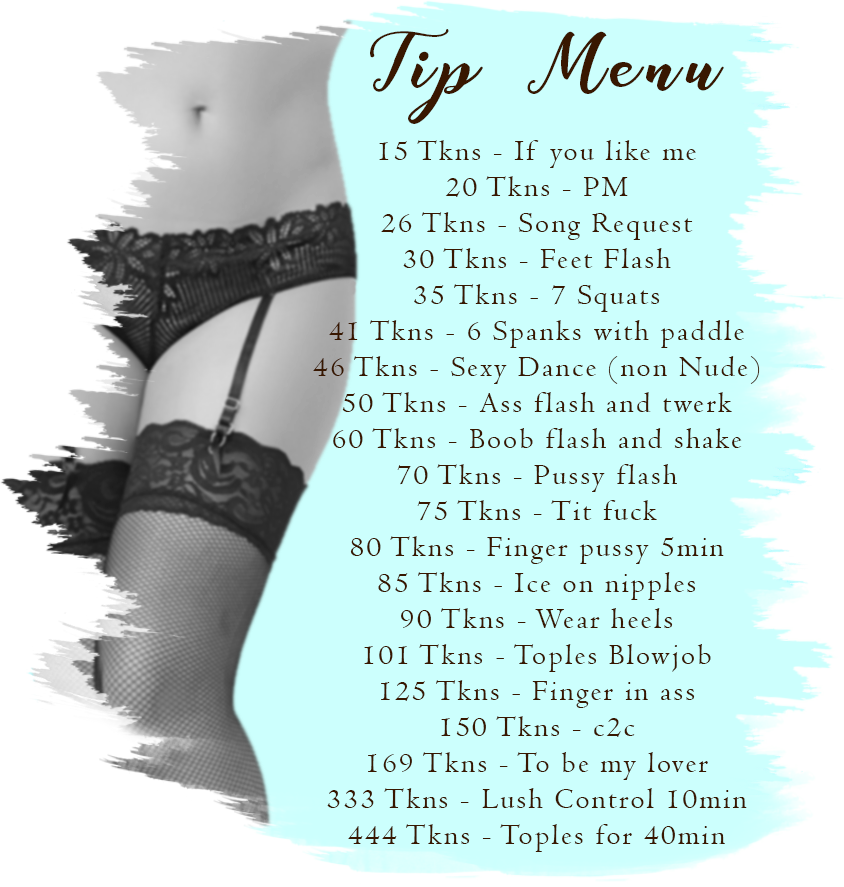 Tip Menu
15 Tkns - If you like me
20 Tkns - PM
26 Tkns - Song Request
30 Tkns - Feet Flash
35 Tkns - 7 Squats
41 Tkns - 6 Spanks with paddle
46 Tkns - Sexy Dance (non Nude)
50 Tkns - Ass flash and twerk
60 Tkns - Boob flash and shake
70 Tkns - Pussy flash
75 Tkns - Tit fuck
80 Tkns - Finger pussy 5min
85 Tkns - Ice on nipples
90 Tkns - Wear heels
101 Tkns - Toples Blowjob
125 Tkns - Finger in ass
150 Tkns - c2c
169 Tkns - To be my lover
333 Tkns - Lush Control 10min
444 Tkns - Toples for 40min